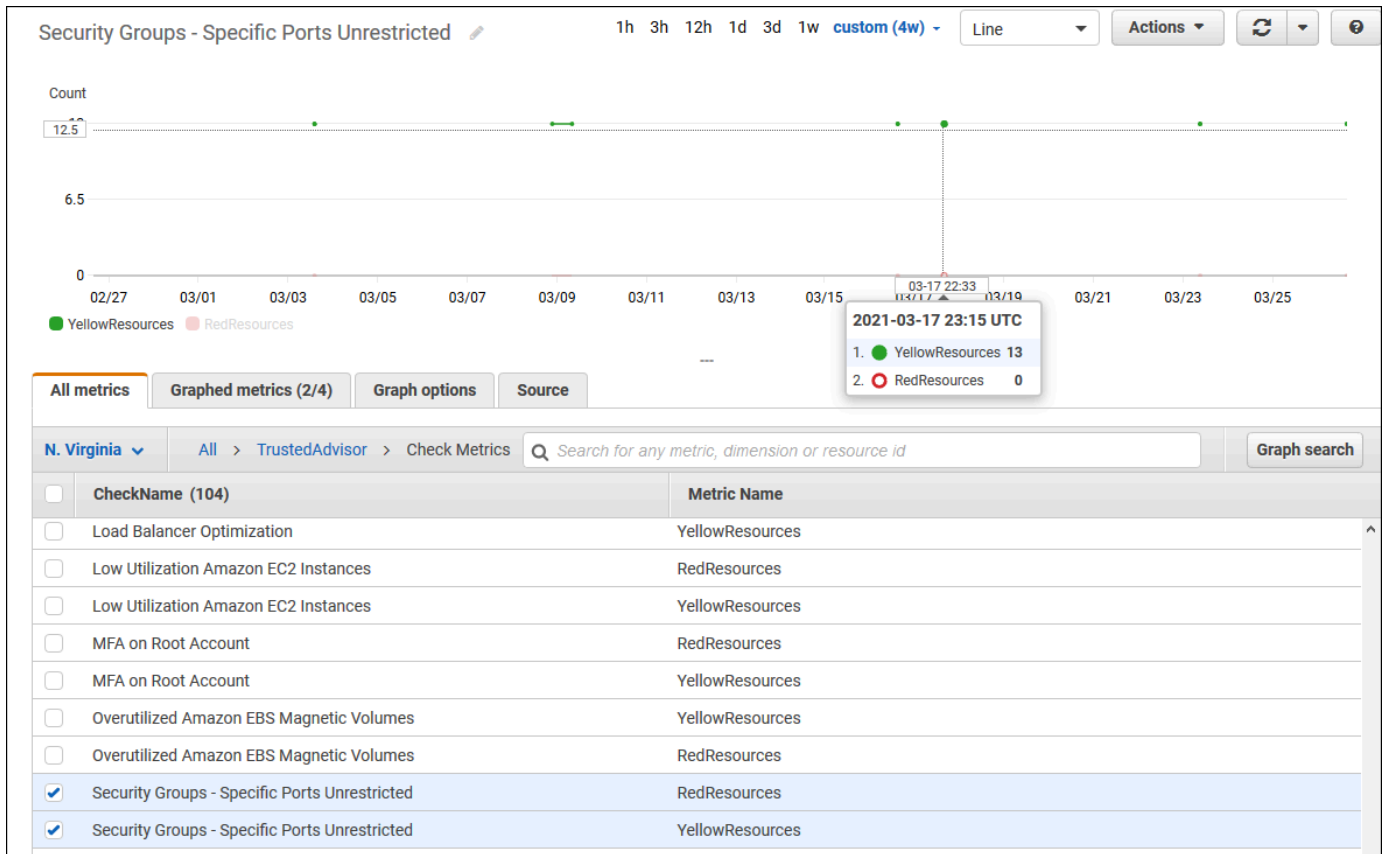 Security Groups - Specific Ports Unrestricted
1h 3h 12h 1d 3d 1w custom (4w) Line Actions
Count
12.5
6.5
0
02/27 03/01 03/03 03/05 03/07 03/09 03/11 03/13 03/15 03/17 03/19 03/21 03/23 03/25
03-17 22:33
YellowResources RedResources
2021-03-17 23:15 UTC
1. YellowResources 13
2. RedResources 0
All metrics Graphed metrics (2/4) Graph options Source
N. Virginia All > TrustedAdvisor > Check Metrics Search for any metric, dimension or resource id Graph search
CheckName (104) Metric Name
Load Balancer Optimization YellowResources
Low Utilization Amazon EC2 Instances RedResources
Low Utilization Amazon EC2 Instances YellowResources
MFA on Root Account RedResources
MFA on Root Account YellowResources
Overutilized Amazon EBS Magnetic Volumes YellowResources
Overutilized Amazon EBS Magnetic Volumes RedResources
Security Groups - Specific Ports Unrestricted RedResources
Security Groups - Specific Ports Unrestricted YellowResources